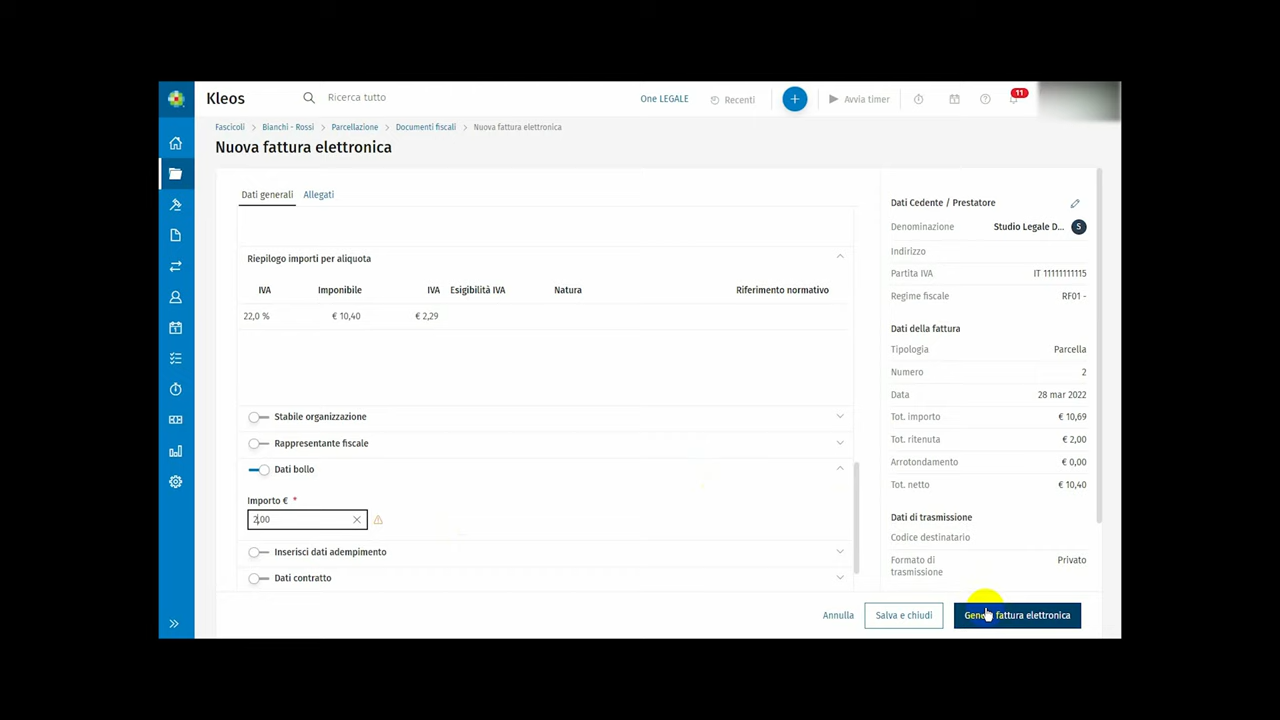 Kleos
Ricerca tutto
One LEGALE
Recenti
+
Avvia timer
11
Fascicoli > Bianchi - Rossi > Parcellazione > Documenti fiscali > Nuova fattura elettronica
Nuova fattura elettronica
Dati generali Allegati
Riepilogo importi per aliquota
IVA Imponibile IVA Esigibilità IVA Natura Riferimento normativo
22,0 % € 10,40 € 2,29
Stabile organizzazione
Rappresentante fiscale
Dati bollo
Importo € *
2,00
Inserisci dati adempimento
Dati contratto
Dati Cedente / Prestatore
Denominazione Studio Legale D... S
Indirizzo
Partita IVA IT 11111111115
Regime fiscale RF01 -
Dati della fattura
Tipologia Parcella
Numero 2
Data 28 mar 2022
Tot. importo € 10,69
Tot. ritenuta € 2,00
Arrotondamento € 0,00
Tot. netto € 10,40
Dati di trasmissione
Codice destinatario
Formato di trasmissione Privato
Annulla Salva e chiudi fattura elettronica